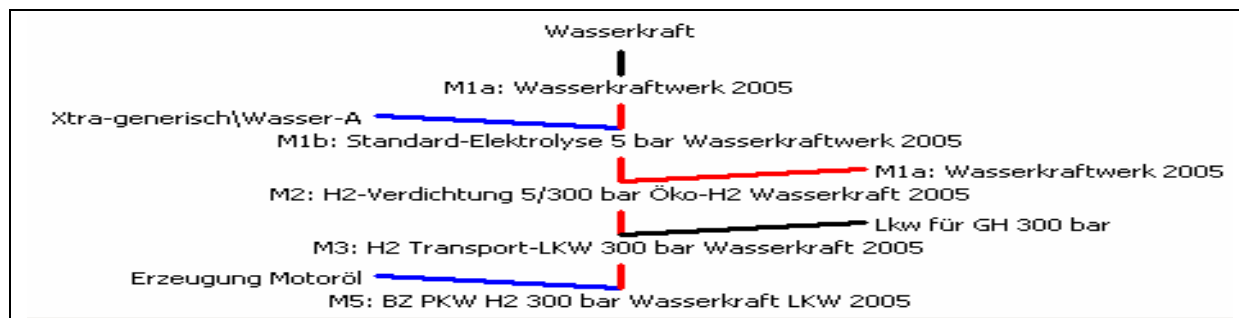 Wasserkraft
M1a: Wasserkraftwerk 2005
Xtra-generisch\Wasser-A
M1b: Standard-Elektrolyse 5 bar Wasserkraftwerk 2005
M1a: Wasserkraftwerk 2005
M2: H2-Verdichtung 5/300 bar Öko-H2 Wasserkraft 2005
Lkw für GH 300 bar
M3: H2 Transport-LKW 300 bar Wasserkraft 2005
Erzeugung Motoröl
M5: BZ PKW H2 300 bar Wasserkraft LKW 2005